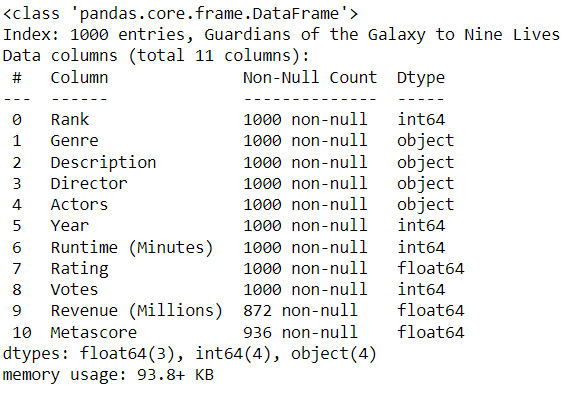 <class 'pandas.core.frame.DataFrame'>
Index: 1000 entries, Guardians of the Galaxy to Nine Lives
Data columns (total 11 columns):
 #   Column              Non-Null Count  Dtype
---  ------              --------------  -----
 0   Rank                1000 non-null   int64
 1   Genre               1000 non-null   object
 2   Description         1000 non-null   object
 3   Director            1000 non-null   object
 4   Actors              1000 non-null   object
 5   Year                1000 non-null   int64
 6   Runtime (Minutes)   1000 non-null   int64
 7   Rating              1000 non-null   float64
 8   Votes               1000 non-null   int64
 9   Revenue (Millions)  872 non-null    float64
 10  Metascore           936 non-null    float64
dtypes: float64(3), int64(4), object(4)
memory usage: 93.8+ KB